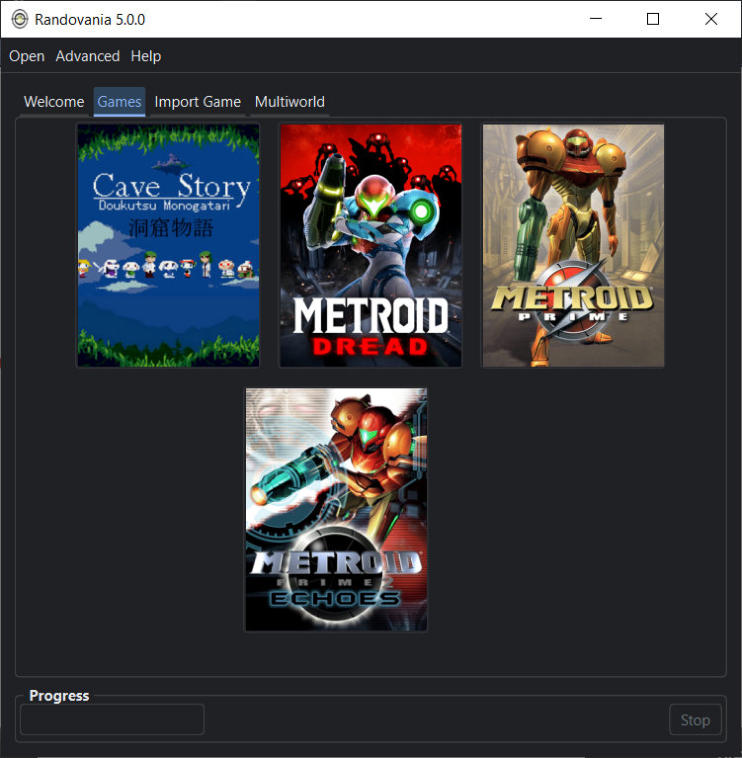 Randovania 5.0.0
Open Advanced Help
Welcome Games Import Game Multiworld
Cave Story
Doukutsu Monogatari
洞窟物語
METROID
DREAD
METROID
PRIME
METROID
PRIME 2
ECHOES
Progress
Stop